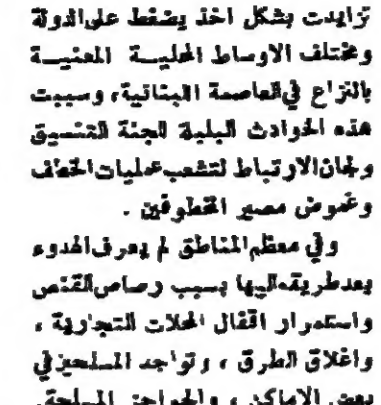 تزايدت بشكل اخذ يضغط على الدولة
ومختلف الاوساط المحلية المعنية
بالنزاع في العاصمة اللبنانية، وسببت
هذه الحوادث البلبلة للجنة التنسيق
ولجان الارتباط لتشعب عمليات الخطف
وغموض مصير المخطوفين .
وفي معظم المناطق لم يعرف الهدوء
بعد طريقه اليها بسبب رصاص القنص
واستمرار اقفال المحلات التجارية ،
واغلاق الطرق ، وتواجد المسلحين في
بعض الاماكن ، والحواجز المسلحة